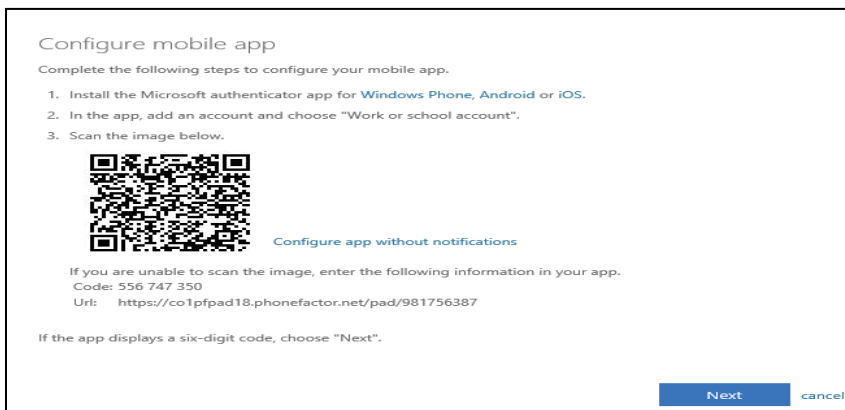 Configure mobile app
Complete the following steps to configure your mobile app.
1. Install the Microsoft authenticator app for Windows Phone, Android or iOS.
2. In the app, add an account and choose "Work or school account".
3. Scan the image below.
Configure app without notifications
If you are unable to scan the image, enter the following information in your app.
Code: 556 747 350
Url: https://co1pfpad18.phonefactor.net/pad/981756387
If the app displays a six-digit code, choose "Next".
Next cancel